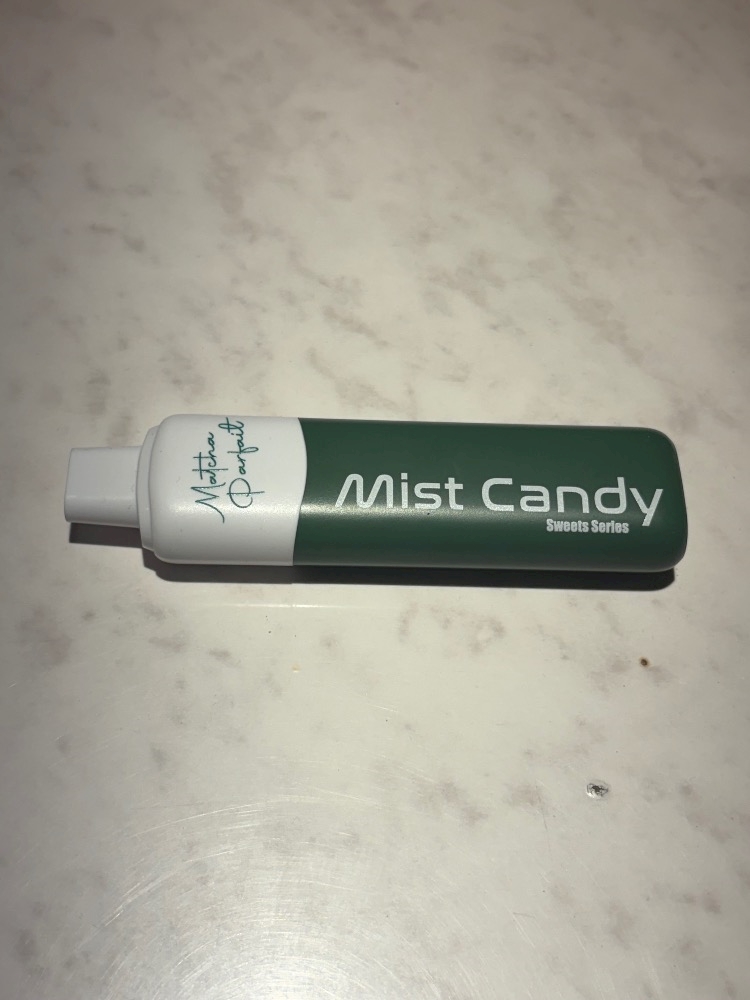 Matcha
Parfait
Mist Candy
Sweets Series